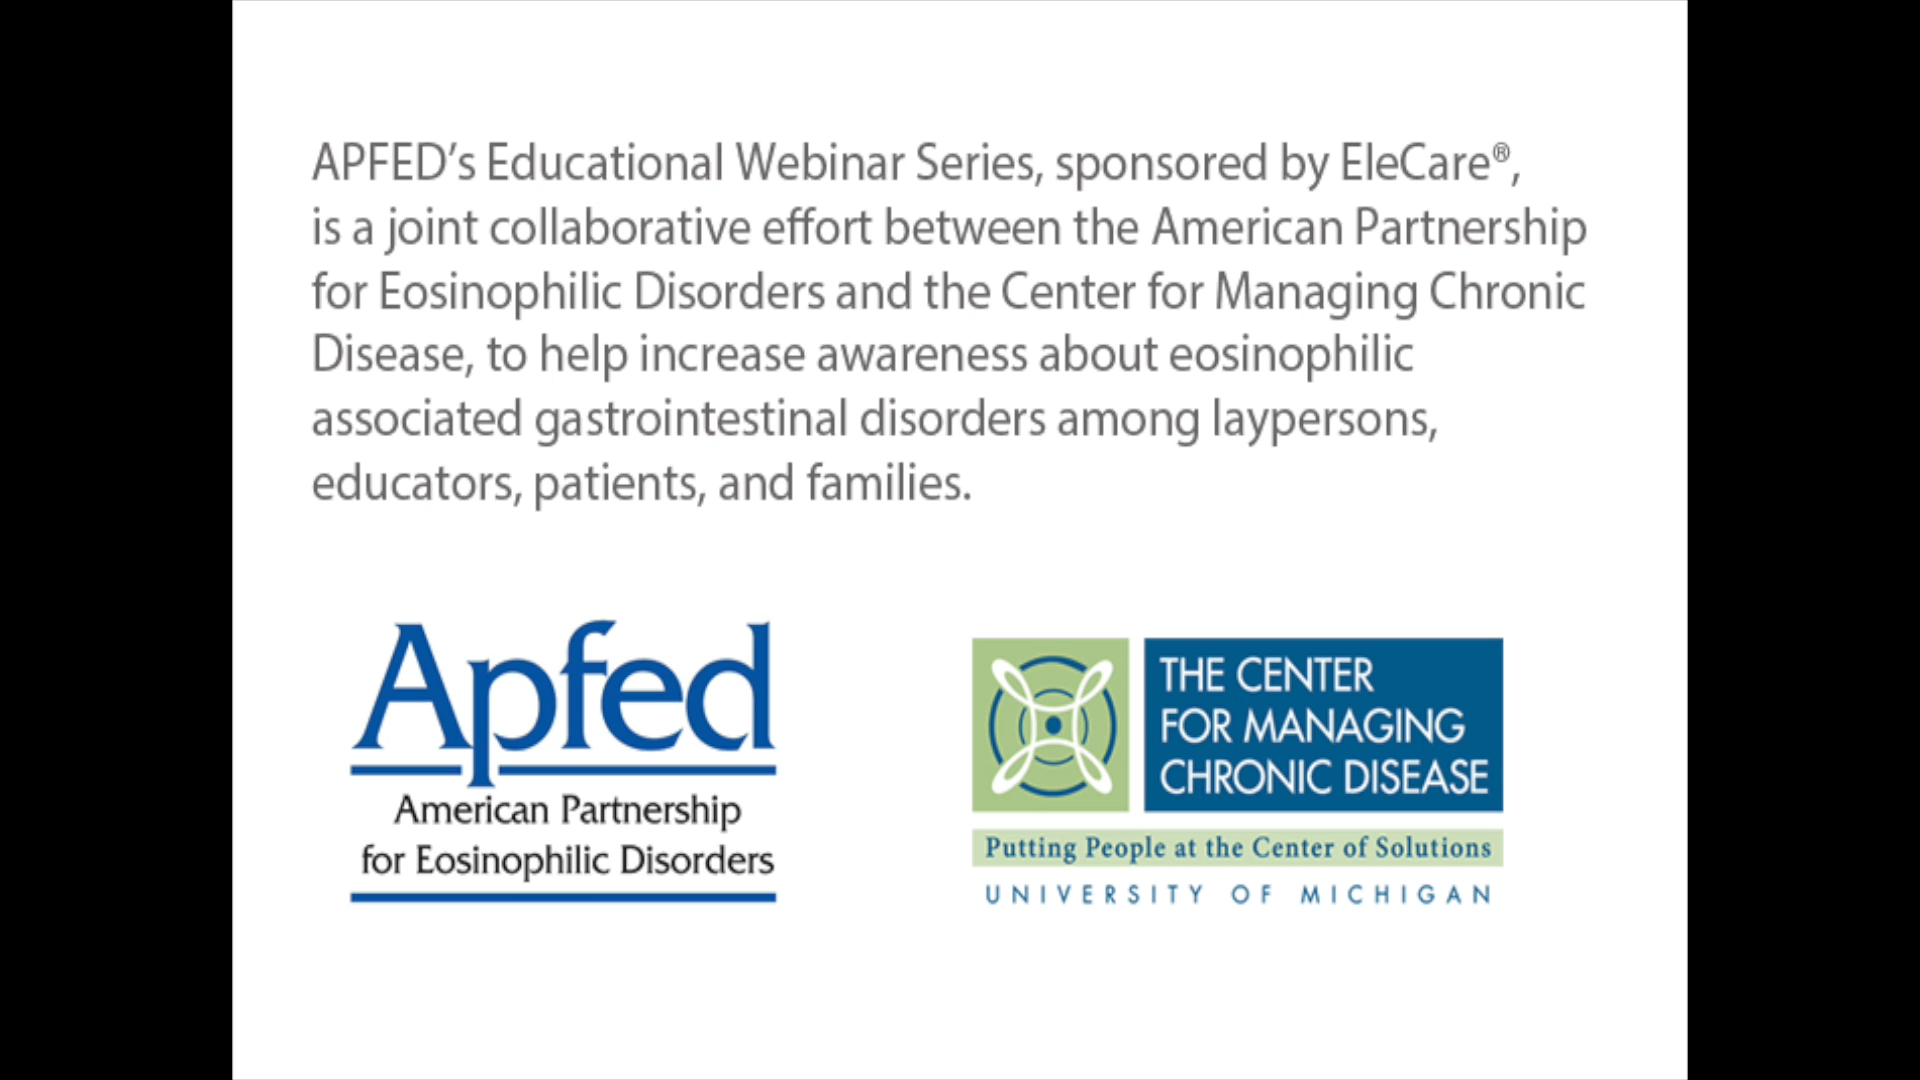 APFED’s Educational Webinar Series, sponsored by EleCare®,
is a joint collaborative effort between the American Partnership
for Eosinophilic Disorders and the Center for Managing Chronic
Disease, to help increase awareness about eosinophilic
associated gastrointestinal disorders among laypersons,
educators, patients, and families.
Apfed
American Partnership
for Eosinophilic Disorders
THE CENTER
FOR MANAGING
CHRONIC DISEASE
Putting People at the Center of Solutions
UNIVERSITY OF MICHIGAN